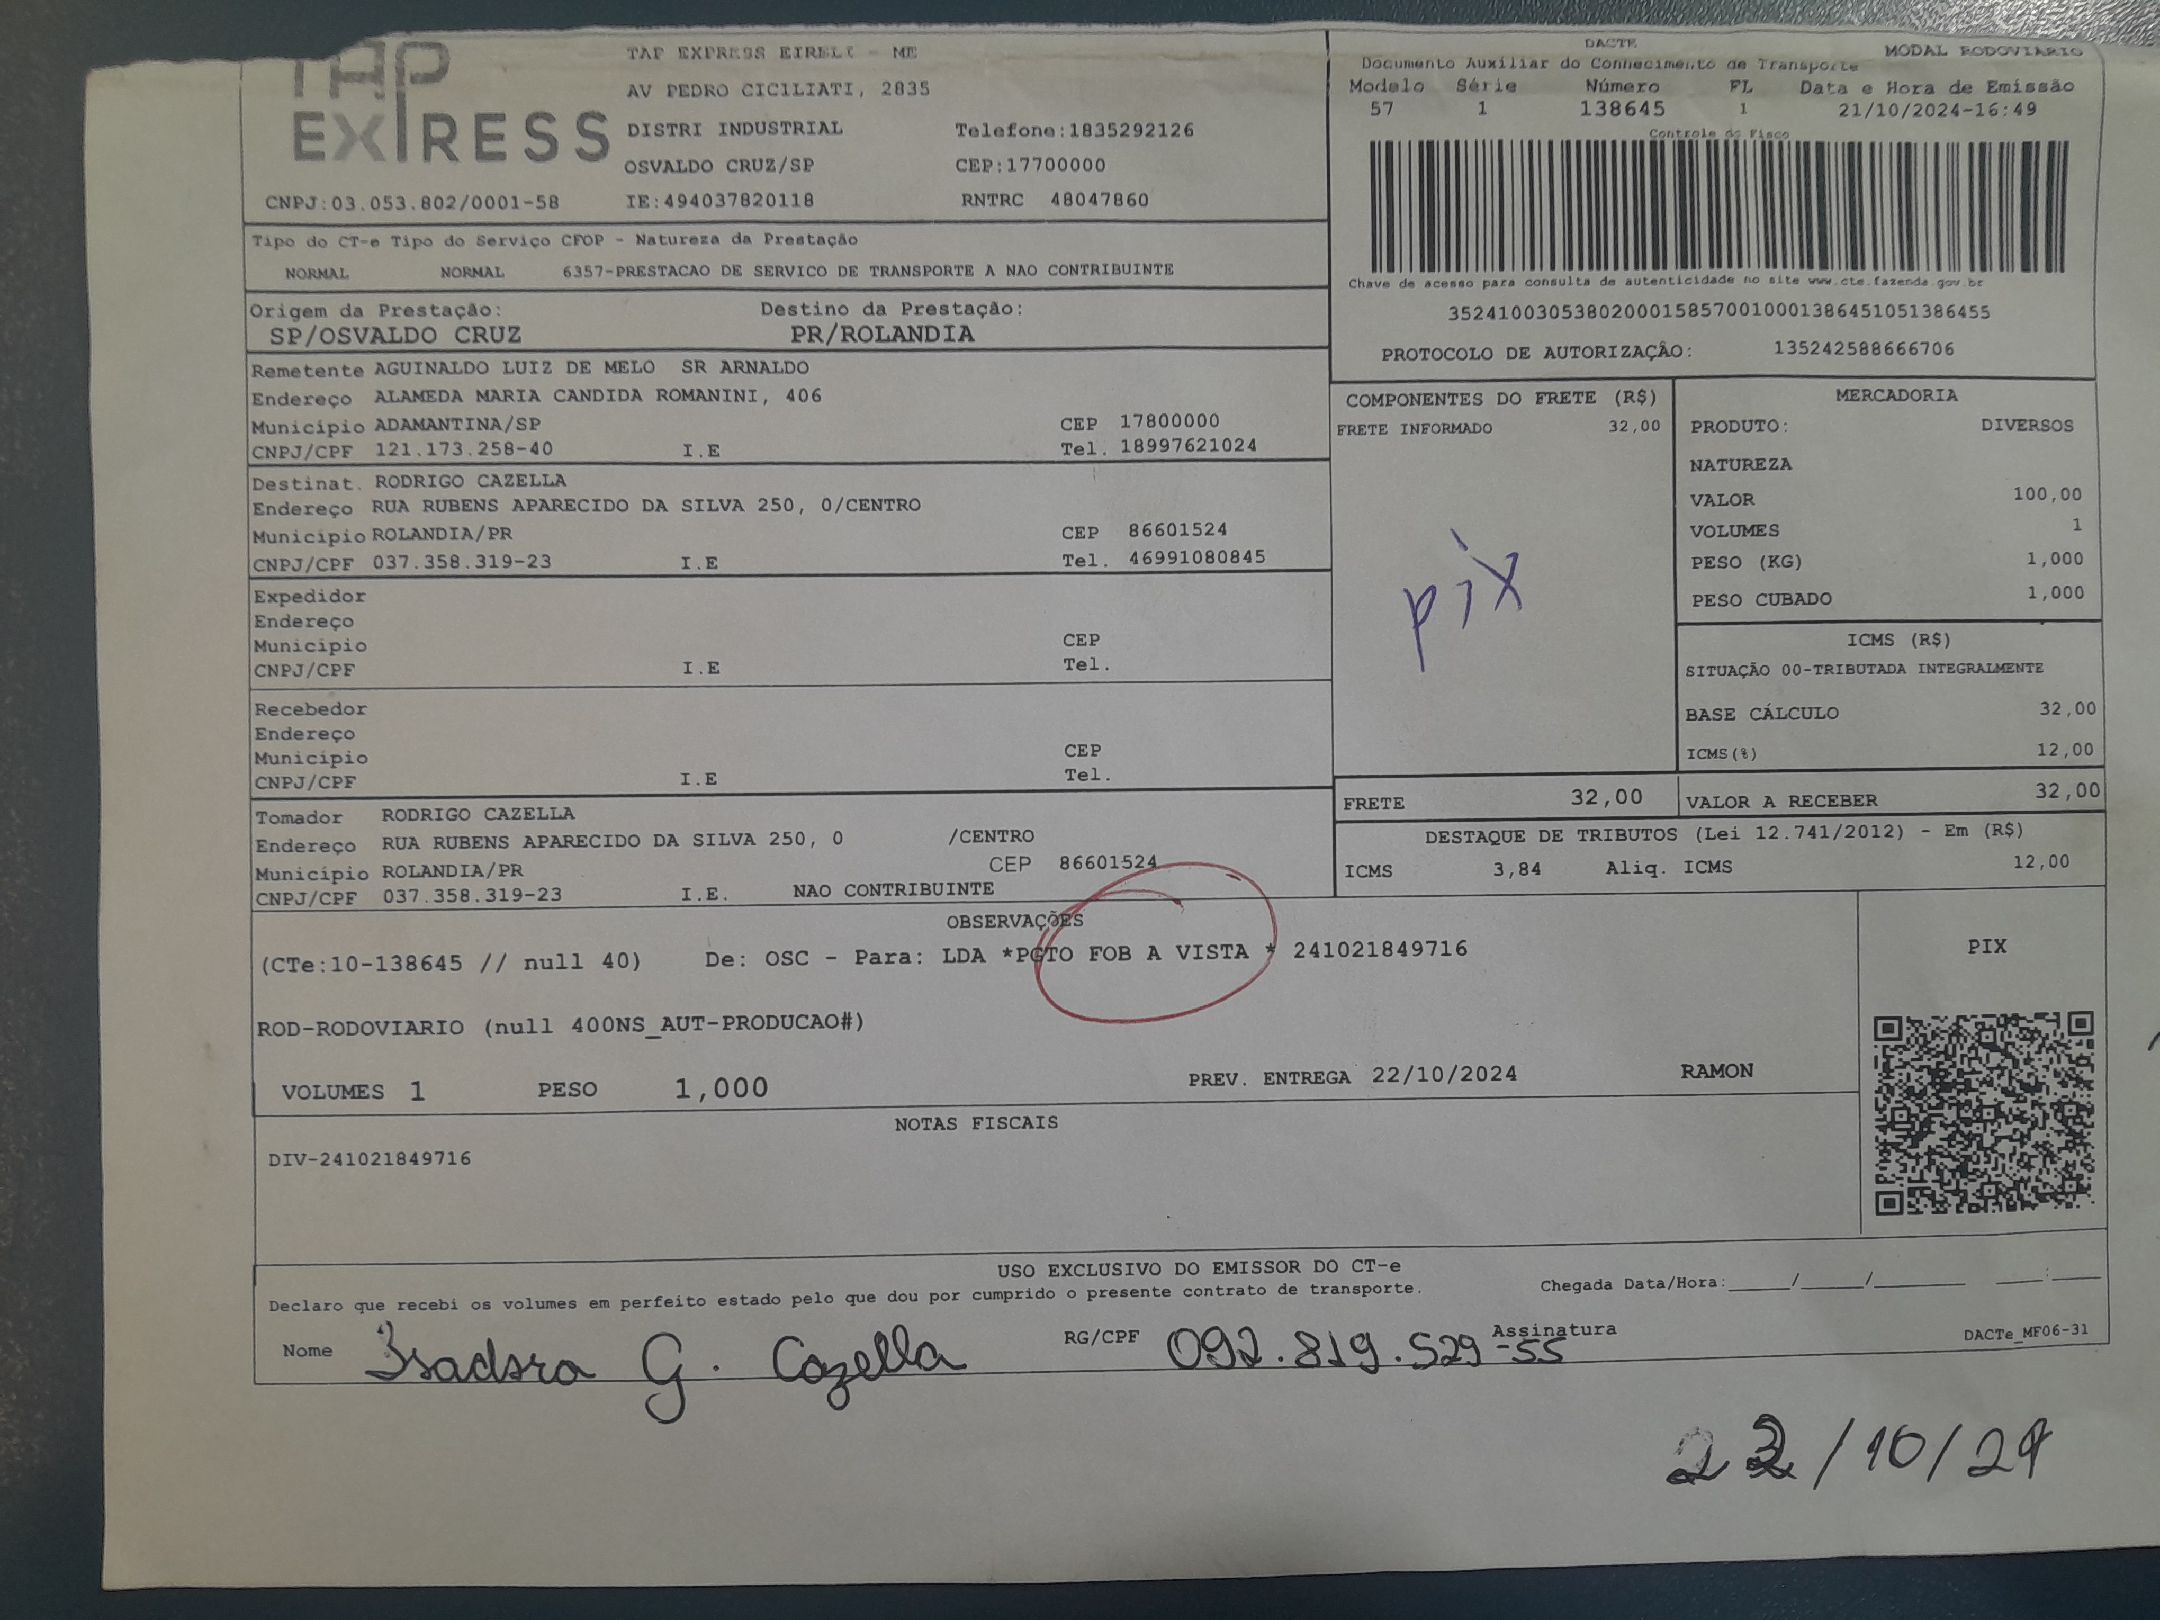 TAP
EXPRESS
TAP EXPRESS EIRELI - ME
AV PEDRO CICILIATI, 2835
DISTRI INDUSTRIAL Telefone:1835292126
OSVALDO CRUZ/SP CEP:17700000
CNPJ:03.053.802/0001-58 IE:494037820118 RNTRC 48047860
DACTE MODAL RODOVIARIO
Documento Auxiliar do Conhecimento de Transporte
Modelo Série Número FL Data e Hora de Emissão
57 1 138645 1 21/10/2024-16:49
Controle do Fisco
Chave de acesso para consulta de autenticidade no site www.cte.fazenda.gov.br
35241003053802000158570010001386451051386455
PROTOCOLO DE AUTORIZAÇÃO: 135242588666706
Tipo do CT-e Tipo do Serviço CFOP - Natureza da Prestação
NORMAL NORMAL 6357-PRESTACAO DE SERVICO DE TRANSPORTE A NAO CONTRIBUINTE
Origem da Prestação: Destino da Prestação:
SP/OSVALDO CRUZ PR/ROLANDIA
Remetente AGUINALDO LUIZ DE MELO SR ARNALDO
Endereço ALAMEDA MARIA CANDIDA ROMANINI, 406
Município ADAMANTINA/SP CEP 17800000
CNPJ/CPF 121.173.258-40 I.E Tel. 18997621024
Destinat. RODRIGO CAZELLA
Endereço RUA RUBENS APARECIDO DA SILVA 250, 0/CENTRO
Município ROLANDIA/PR CEP 86601524
CNPJ/CPF 037.358.319-23 I.E Tel. 46991080845
Expedidor
Endereço
Município CEP
CNPJ/CPF I.E Tel.
Recebedor
Endereço
Município CEP
CNPJ/CPF I.E Tel.
Tomador RODRIGO CAZELLA
Endereço RUA RUBENS APARECIDO DA SILVA 250, 0 /CENTRO
Município ROLANDIA/PR CEP 86601524
CNPJ/CPF 037.358.319-23 I.E. NAO CONTRIBUINTE
COMPONENTES DO FRETE (R$)
FRETE INFORMADO 32,00
pix
MERCADORIA
PRODUTO: DIVERSOS
NATUREZA
VALOR 100,00
VOLUMES 1
PESO (KG) 1,000
PESO CUBADO 1,000
ICMS (R$)
SITUAÇÃO 00-TRIBUTADA INTEGRALMENTE
BASE CÁLCULO 32,00
ICMS(%) 12,00
FRETE 32,00 VALOR A RECEBER 32,00
DESTAQUE DE TRIBUTOS (Lei 12.741/2012) - Em (R$)
ICMS 3,84 Aliq. ICMS 12,00
OBSERVAÇÕES
(CTe:10-138645 // null 40) De: OSC - Para: LDA *PGTO FOB A VISTA * 241021849716
ROD-RODOVIARIO (null 400NS_AUT-PRODUCAO#)
VOLUMES 1 PESO 1,000 PREV. ENTREGA 22/10/2024 RAMON
PIX
NOTAS FISCAIS
DIV-241021849716
USO EXCLUSIVO DO EMISSOR DO CT-e
Declaro que recebi os volumes em perfeito estado pelo que dou por cumprido o presente contrato de transporte. Chegada Data/Hora:_____/_____/_______ ____:____
Nome Isadora G. Cazella RG/CPF 092.819.529-55 Assinatura DACTe_MF06-31
22/10/24